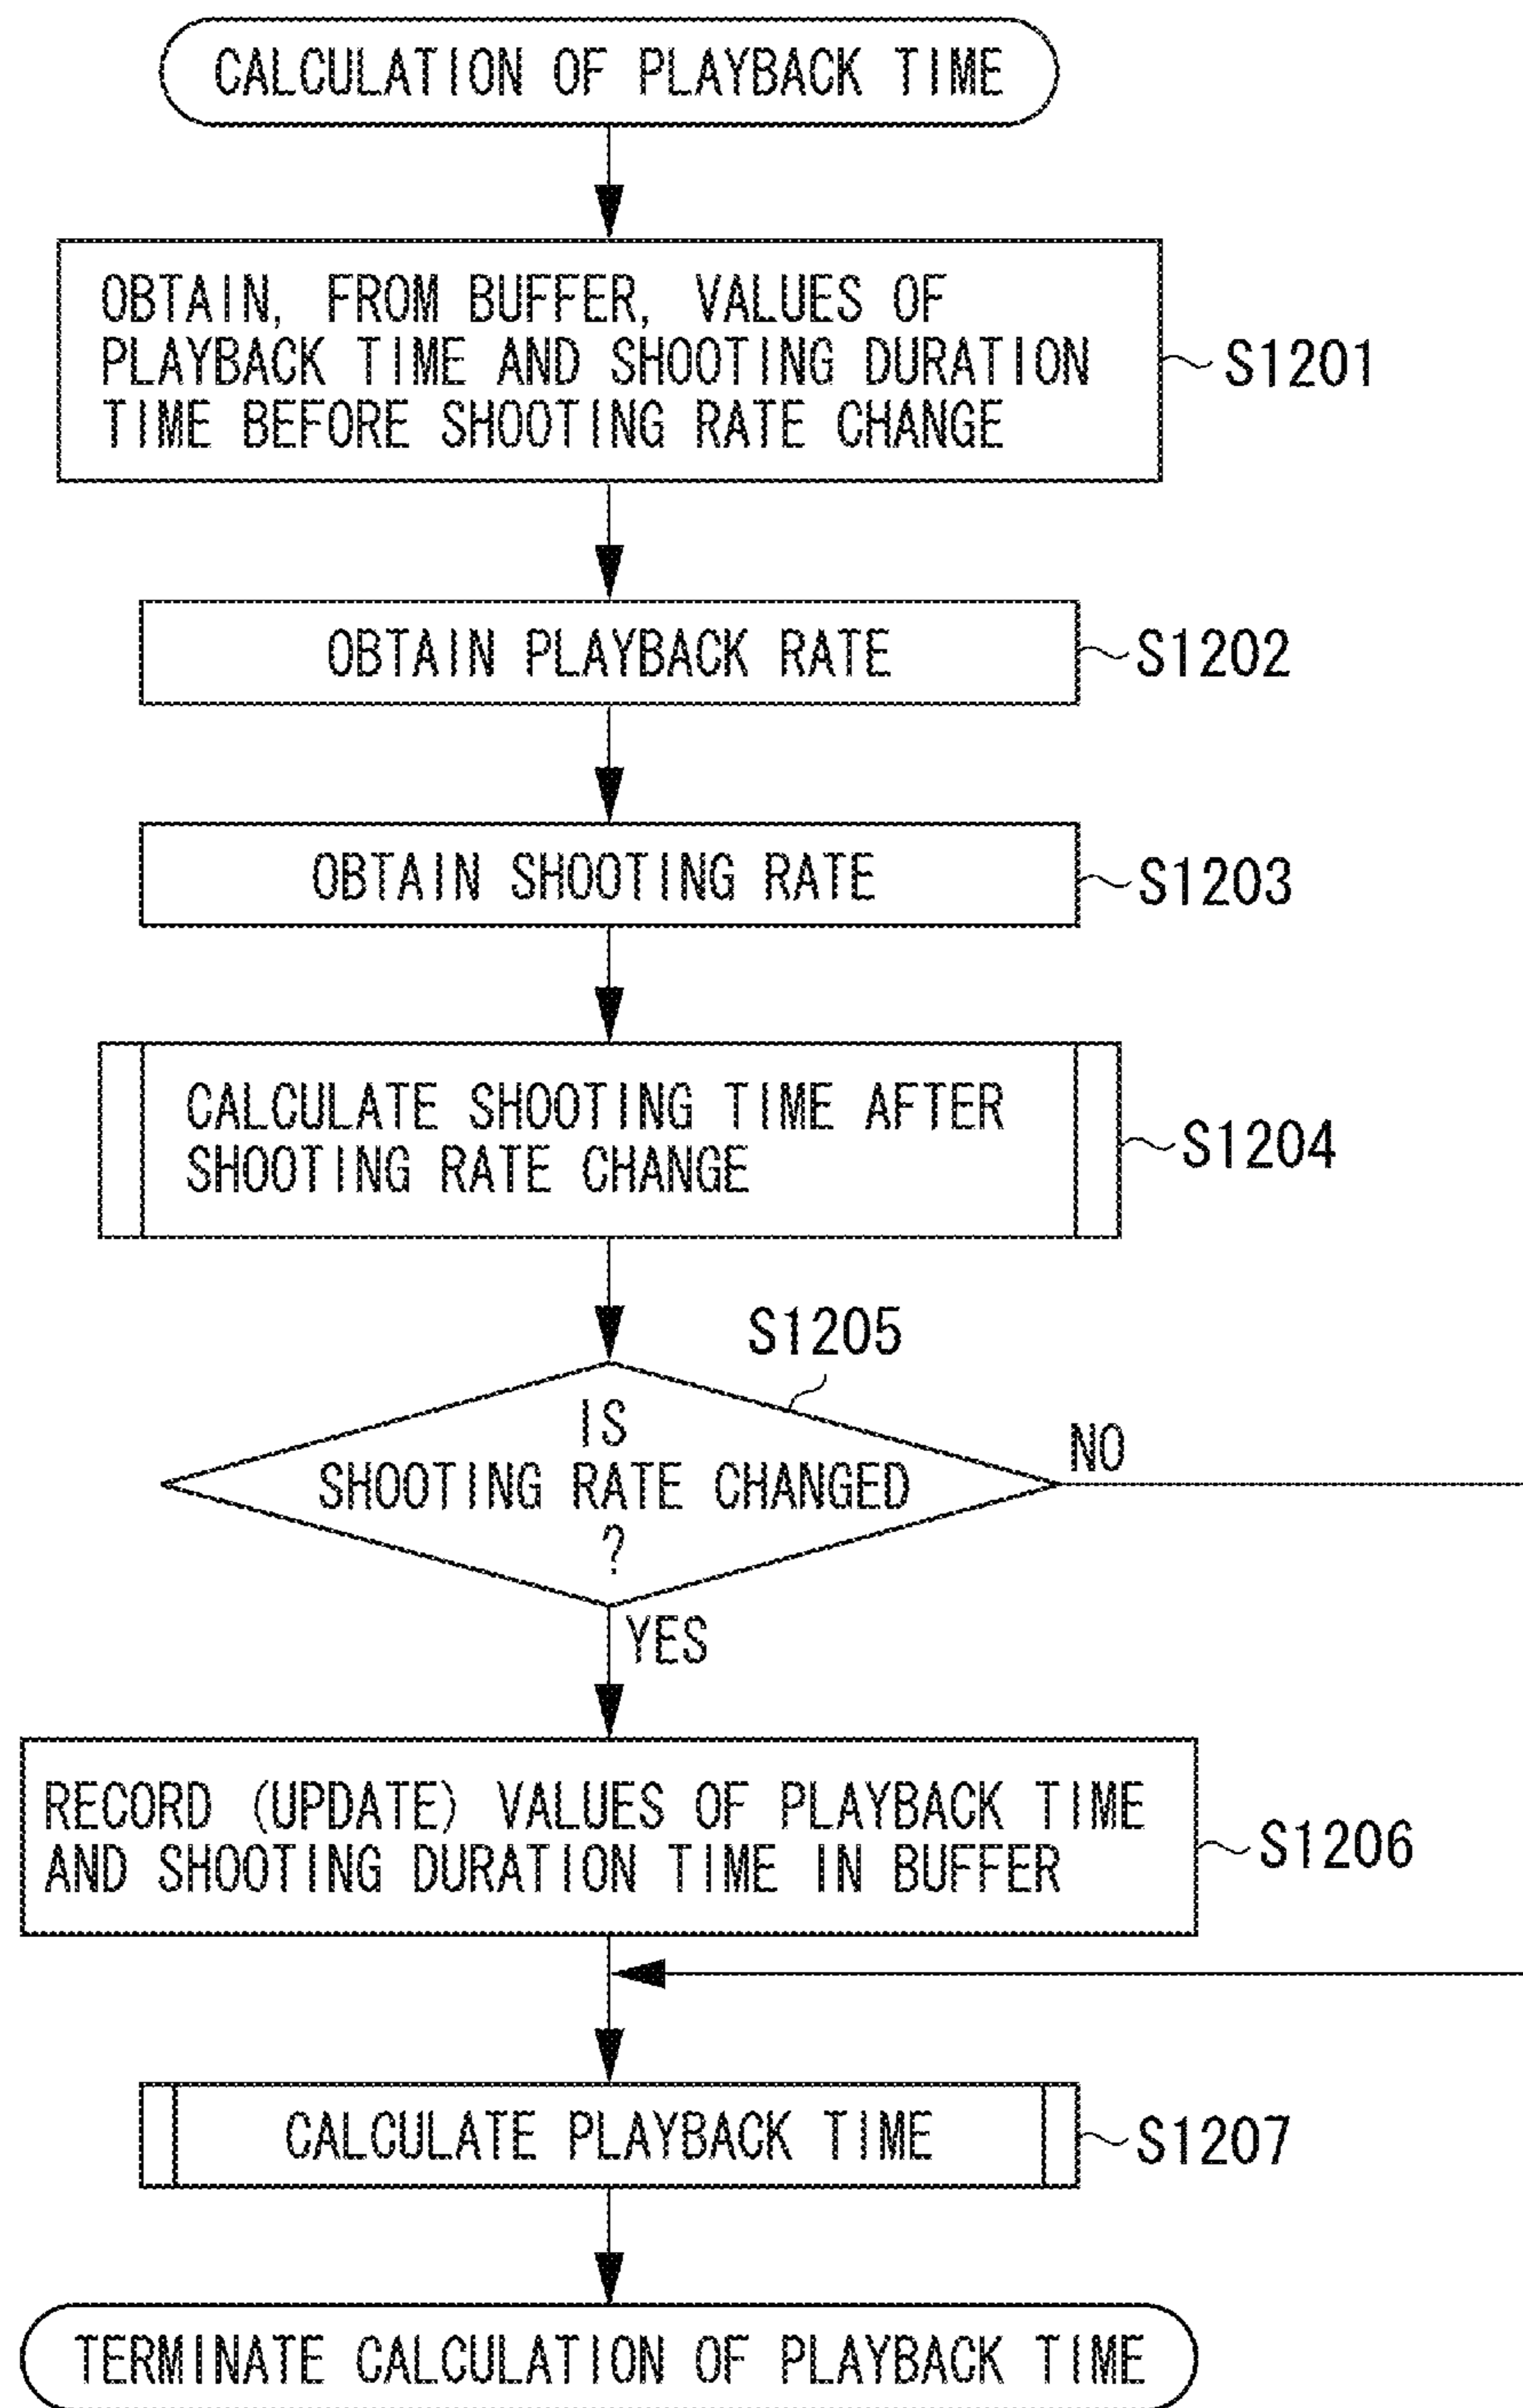 CALCULATION OF PLAYBACK TIME
OBTAIN, FROM BUFFER, VALUES OF
PLAYBACK TIME AND SHOOTING DURATION
TIME BEFORE SHOOTING RATE CHANGE
S1201
OBTAIN PLAYBACK RATE
S1202
OBTAIN SHOOTING RATE
S1203
CALCULATE SHOOTING TIME AFTER
SHOOTING RATE CHANGE
S1204
S1205
IS
SHOOTING RATE CHANGED
?
NO
YES
RECORD (UPDATE) VALUES OF PLAYBACK TIME
AND SHOOTING DURATION TIME IN BUFFER
S1206
CALCULATE PLAYBACK TIME
S1207
TERMINATE CALCULATION OF PLAYBACK TIME